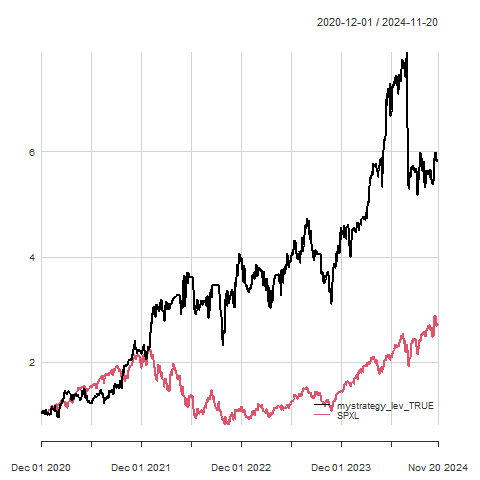 2020-12-01 / 2024-11-20
6
4
2
mystrategy_lev_TRUE
SPXL
Dec 01 2020 Dec 01 2021 Dec 01 2022 Dec 01 2023 Nov 20 2024